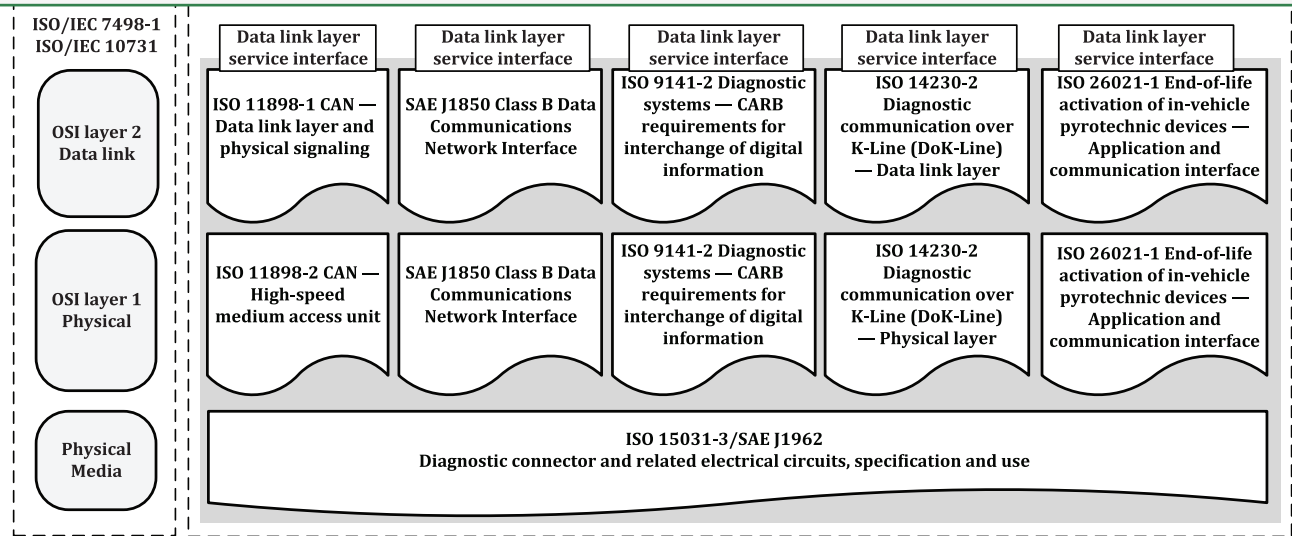 ISO/IEC 7498-1
ISO/IEC 10731
Data link layer
service interface
Data link layer
service interface
Data link layer
service interface
Data link layer
service interface
Data link layer
service interface
OSI layer 2
Data link
ISO 11898-1 CAN —
Data link layer and
physical signaling
SAE J1850 Class B Data
Communications
Network Interface
ISO 9141-2 Diagnostic
systems — CARB
requirements for
interchange of digital
information
ISO 14230-2
Diagnostic
communication over
K-Line (DoK-Line)
— Data link layer
ISO 26021-1 End-of-life
activation of in-vehicle
pyrotechnic devices —
Application and
communication interface
OSI layer 1
Physical
ISO 11898-2 CAN —
High-speed
medium access unit
SAE J1850 Class B Data
Communications
Network Interface
ISO 9141-2 Diagnostic
systems — CARB
requirements for
interchange of digital
information
ISO 14230-2
Diagnostic
communication over
K-Line (DoK-Line)
— Physical layer
ISO 26021-1 End-of-life
activation of in-vehicle
pyrotechnic devices —
Application and
communication interface
Physical
Media
ISO 15031-3/SAE J1962
Diagnostic connector and related electrical circuits, specification and use